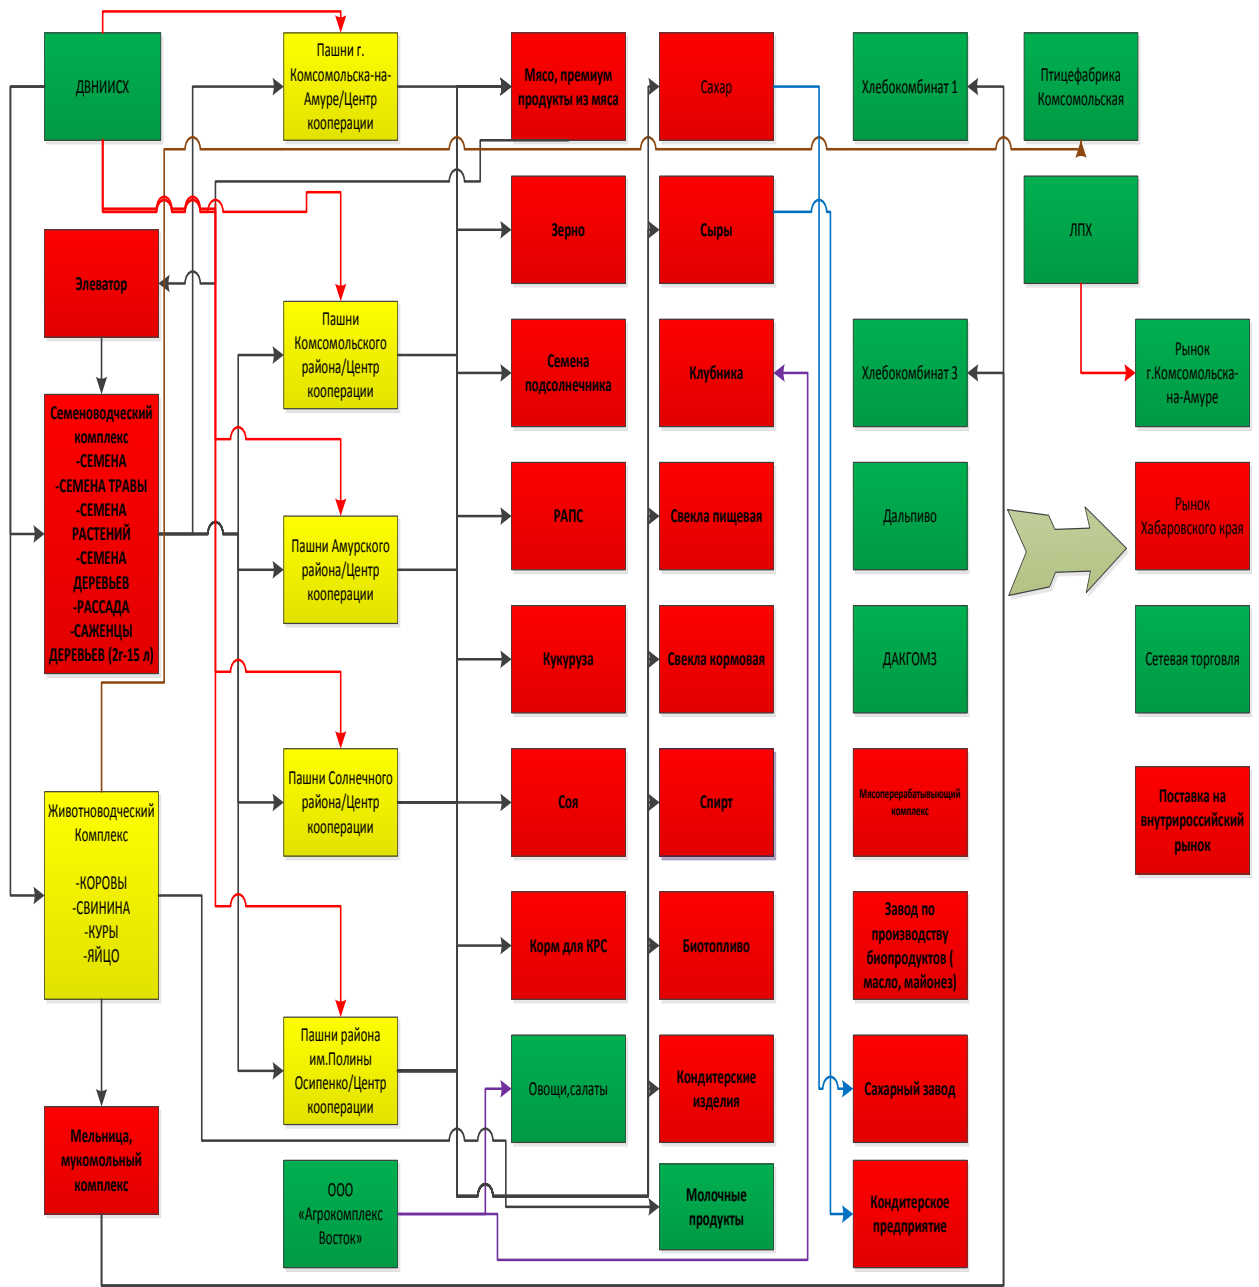 ДВНИИСХ
Пашни г.
Комсомольска-на-
Амуре/Центр
кооперации
Мясо, премиум
продукты из мяса
Сахар
Хлебокомбинат 1
Птицефабрика
Комсомольская
Элеватор
Зерно
Сыры
ЛПХ
Пашни
Комсомольского
района/Центр
кооперации
Семена
подсолнечника
Клубника
Хлебокомбинат 3
Рынок
г.Комсомольска-
на-Амуре
Семеноводческий
комплекс
-СЕМЕНА
-СЕМЕНА ТРАВЫ
-СЕМЕНА
РАСТЕНИЙ
-СЕМЕНА
ДЕРЕВЬЕВ
-РАССАДА
-САЖЕНЦЫ
ДЕРЕВЬЕВ (2г-15 л)
Пашни Амурского
района/Центр
кооперации
РАПС
Свекла пищевая
Дальпиво
Рынок
Хабаровского края
Кукуруза
Свекла кормовая
ДАКГОМЗ
Сетевая торговля
Животноводческий
Комплекс
-КОРОВЫ
-СВИНИНА
-КУРЫ
-ЯЙЦО
Пашни Солнечного
района/Центр
кооперации
Соя
Спирт
Мясоперерабатывыющий
комплекс
Поставка на
внутрироссийский
рынок
Корм для КРС
Биотопливо
Завод по
производству
биопродуктов (
масло, майонез)
Пашни района
им.Полины
Осипенко/Центр
кооперации
Овощи,салаты
Кондитерские
изделия
Сахарный завод
Мельница,
мукомольный
комплекс
ООО
«Агрокомплекс
Восток»
Молочные
продукты
Кондитерское
предприятие